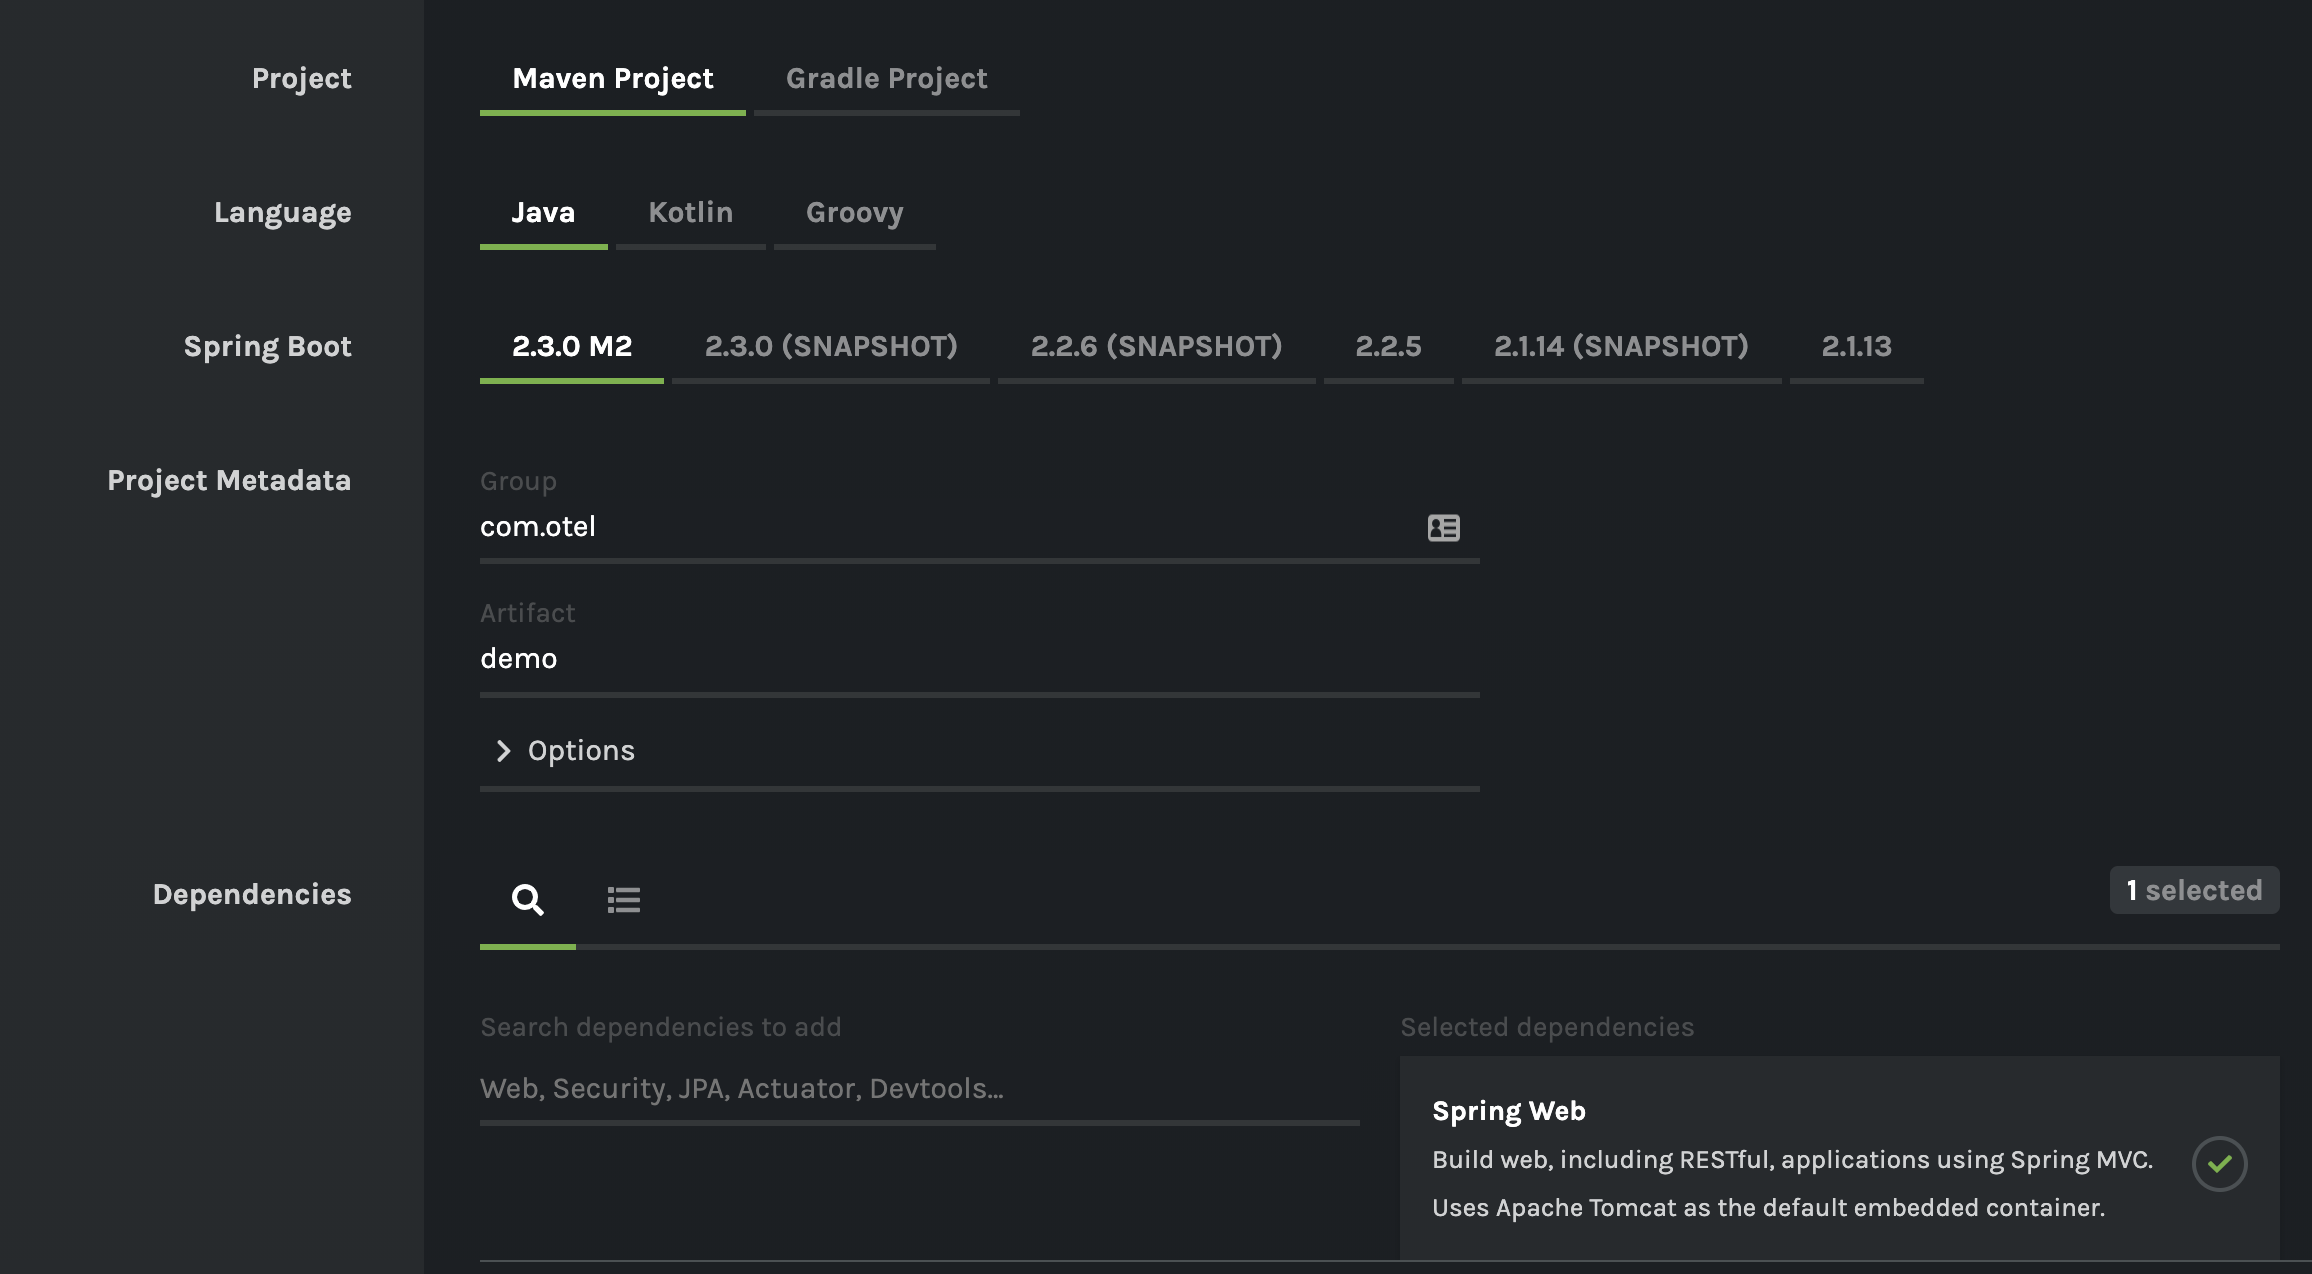 Project
Maven Project
Gradle Project
Language
Java
Kotlin
Groovy
Spring Boot
2.3.0 M2
2.3.0 (SNAPSHOT)
2.2.6 (SNAPSHOT)
2.2.5
2.1.14 (SNAPSHOT)
2.1.13
Project Metadata
Group
com.otel
Artifact
demo
Options
Dependencies
1 selected
Search dependencies to add
Web, Security, JPA, Actuator, Devtools...
Selected dependencies
Spring Web
Build web, including RESTful, applications using Spring MVC.
Uses Apache Tomcat as the default embedded container.